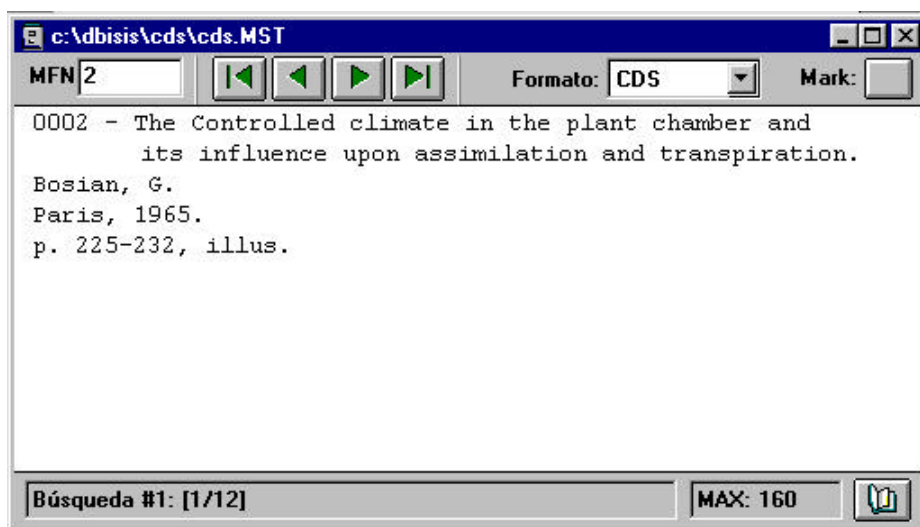 c:\dbisis\cds\cds.MST
MFN 2 Formato: CDS Mark:
0002 - The Controlled climate in the plant chamber and
its influence upon assimilation and transpiration.
Bosian, G.
Paris, 1965.
p. 225-232, illus.
Búsqueda #1: [1/12] MAX: 160